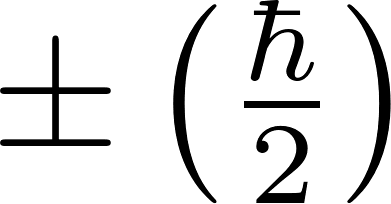 ± (ℏ/2)